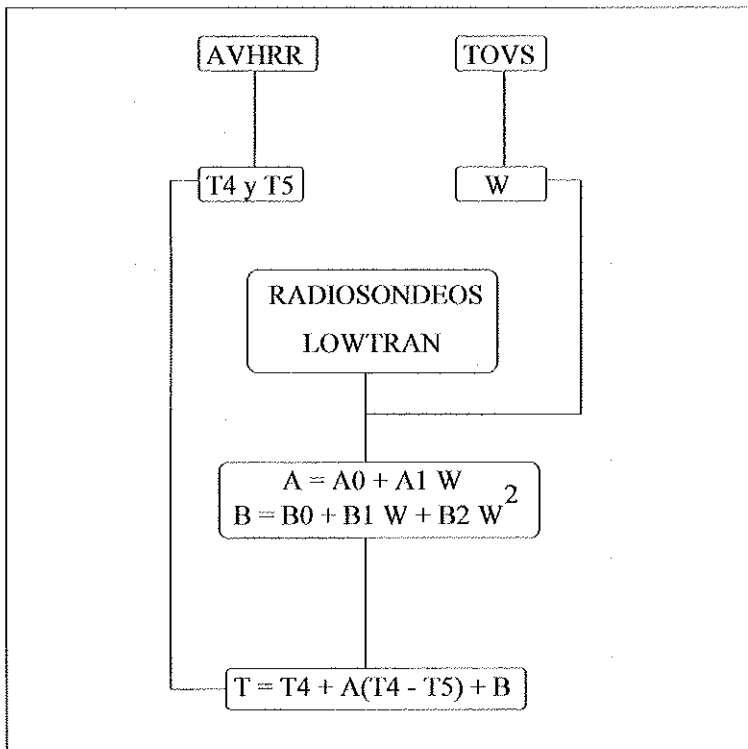 AVHRR
TOVS
T4 y T5
W
RADIOSONDEOS
LOWTRAN
A = A0 + A1 W
B = B0 + B1 W + B2 W²
T = T4 + A(T4 - T5) + B